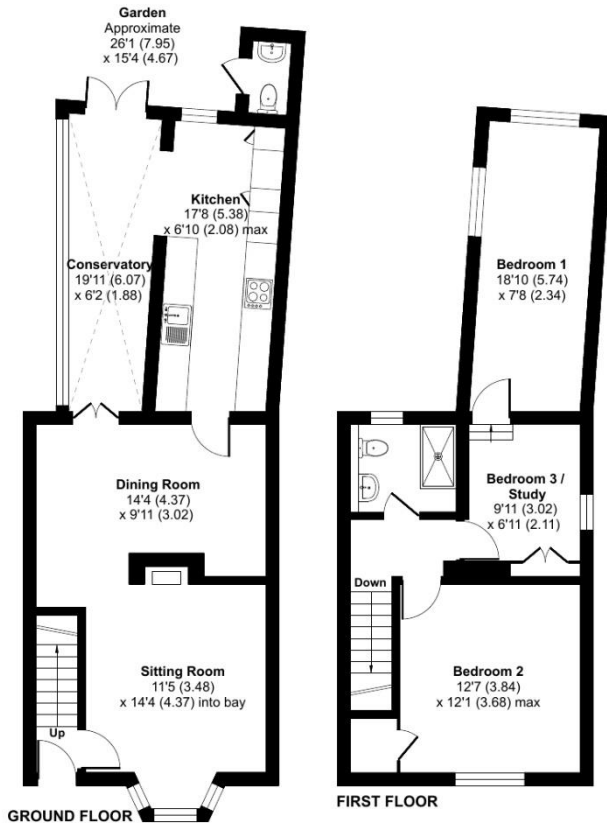 Garden
Approximate
26'1 (7.95)
x 15'4 (4.67)
Kitchen
17'8 (5.38)
x 6'10 (2.08) max
Conservatory
19'11 (6.07)
x 6'2 (1.88)
Dining Room
14'4 (4.37)
x 9'11 (3.02)
Sitting Room
11'5 (3.48)
x 14'4 (4.37) into bay
Up
GROUND FLOOR
Bedroom 1
18'10 (5.74)
x 7'8 (2.34)
Bedroom 3 /
Study
9'11 (3.02)
x 6'11 (2.11)
Down
Bedroom 2
12'7 (3.84)
x 12'1 (3.68) max
FIRST FLOOR